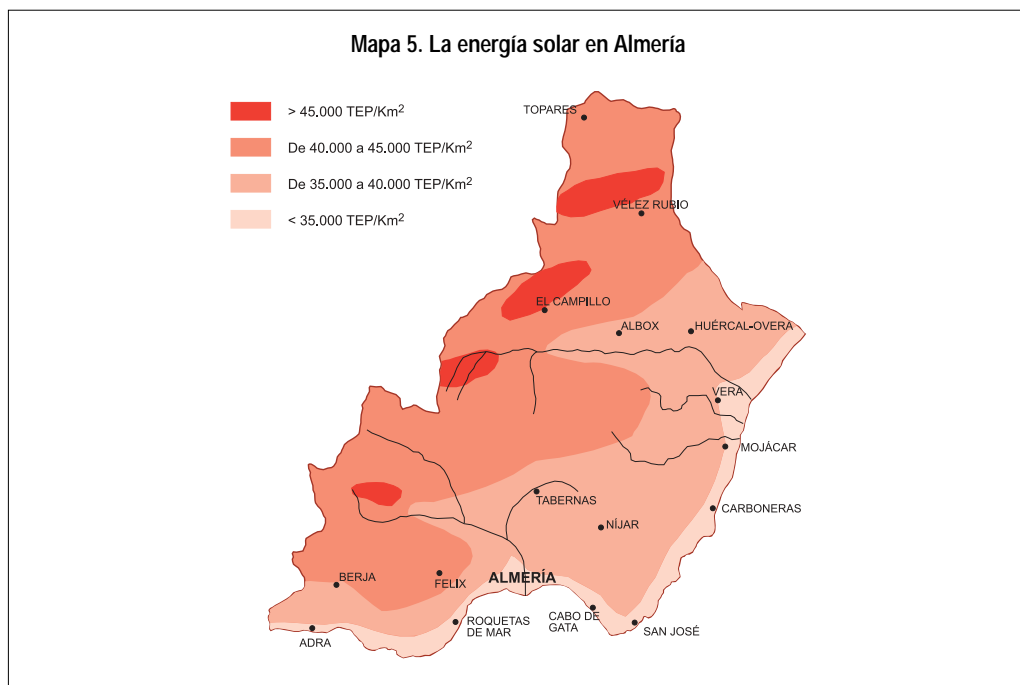 Mapa 5. La energía solar en Almería
> 45.000 TEP/Km²
De 40.000 a 45.000 TEP/Km²
De 35.000 a 40.000 TEP/Km²
< 35.000 TEP/Km²
TOPARES
VÉLEZ RUBIO
EL CAMPILLO
ALBOX
HUÉRCAL-OVERA
VERA
MOJÁCAR
TABERNAS
CARBONERAS
NÍJAR
ALMERÍA
BERJA
FELIX
ROQUETAS
DE MAR
CABO DE
GATA
SAN JOSÉ
ADRA